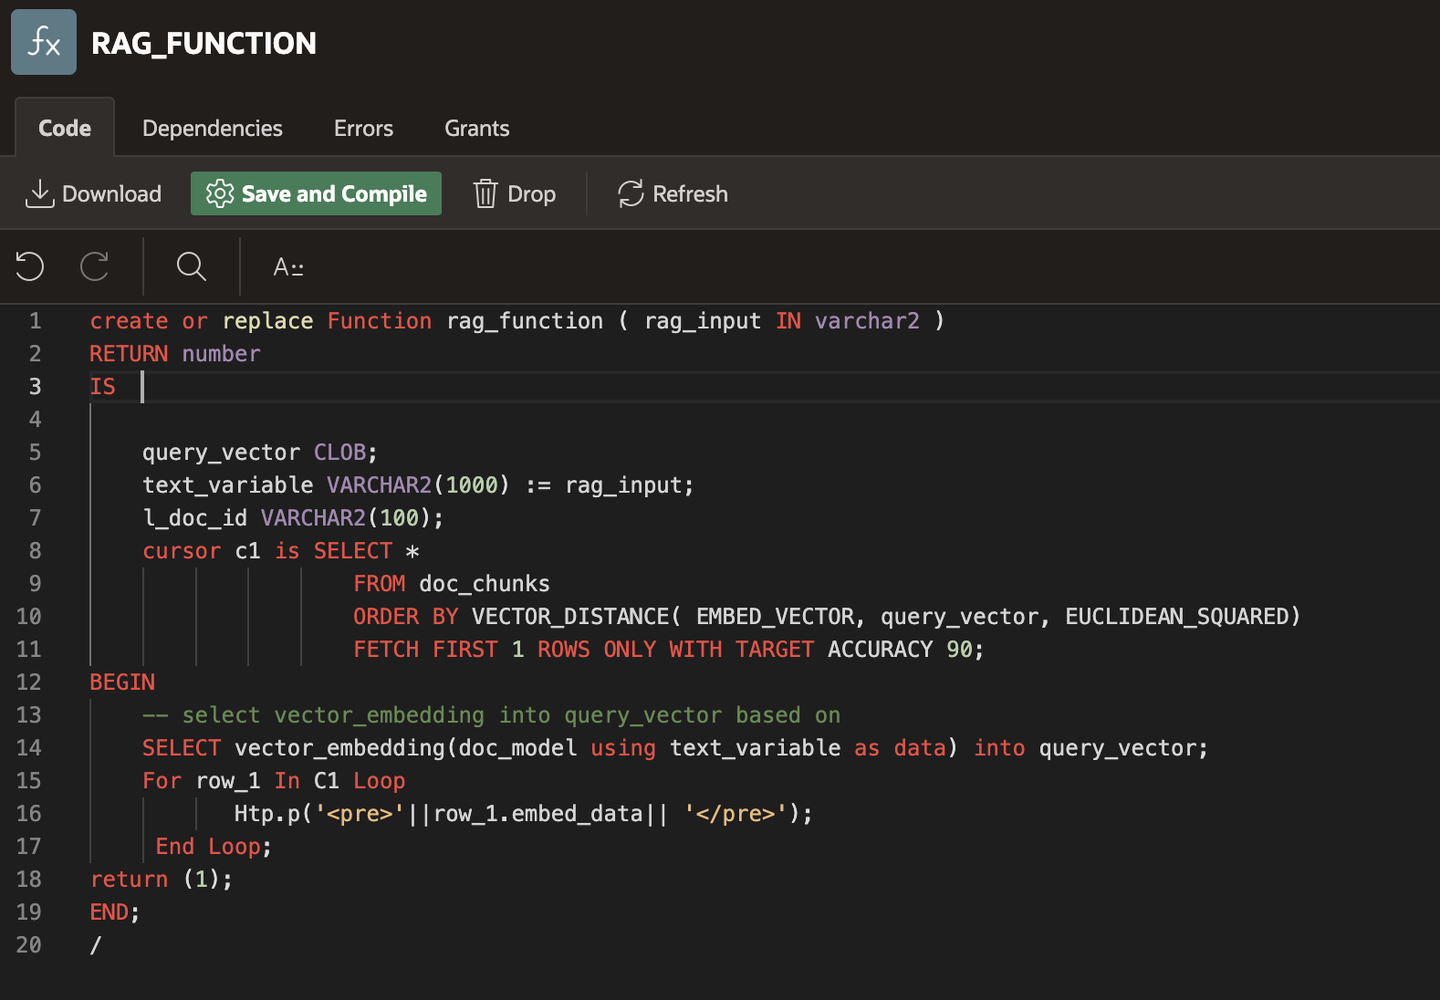 fx RAG_FUNCTION
Code Dependencies Errors Grants
Download Save and Compile Drop Refresh
A
1 create or replace Function rag_function ( rag_input IN varchar2 )
2 RETURN number
3 IS
4
5 query_vector CLOB;
6 text_variable VARCHAR2(1000) := rag_input;
7 l_doc_id VARCHAR2(100);
8 cursor c1 is SELECT *
9 FROM doc_chunks
10 ORDER BY VECTOR_DISTANCE( EMBED_VECTOR, query_vector, EUCLIDEAN_SQUARED)
11 FETCH FIRST 1 ROWS ONLY WITH TARGET ACCURACY 90;
12 BEGIN
13 -- select vector_embedding into query_vector based on
14 SELECT vector_embedding(doc_model using text_variable as data) into query_vector;
15 For row_1 In C1 Loop
16 Htp.p('<pre>'||row_1.embed_data|| '</pre>');
17 End Loop;
18 return (1);
19 END;
20 /